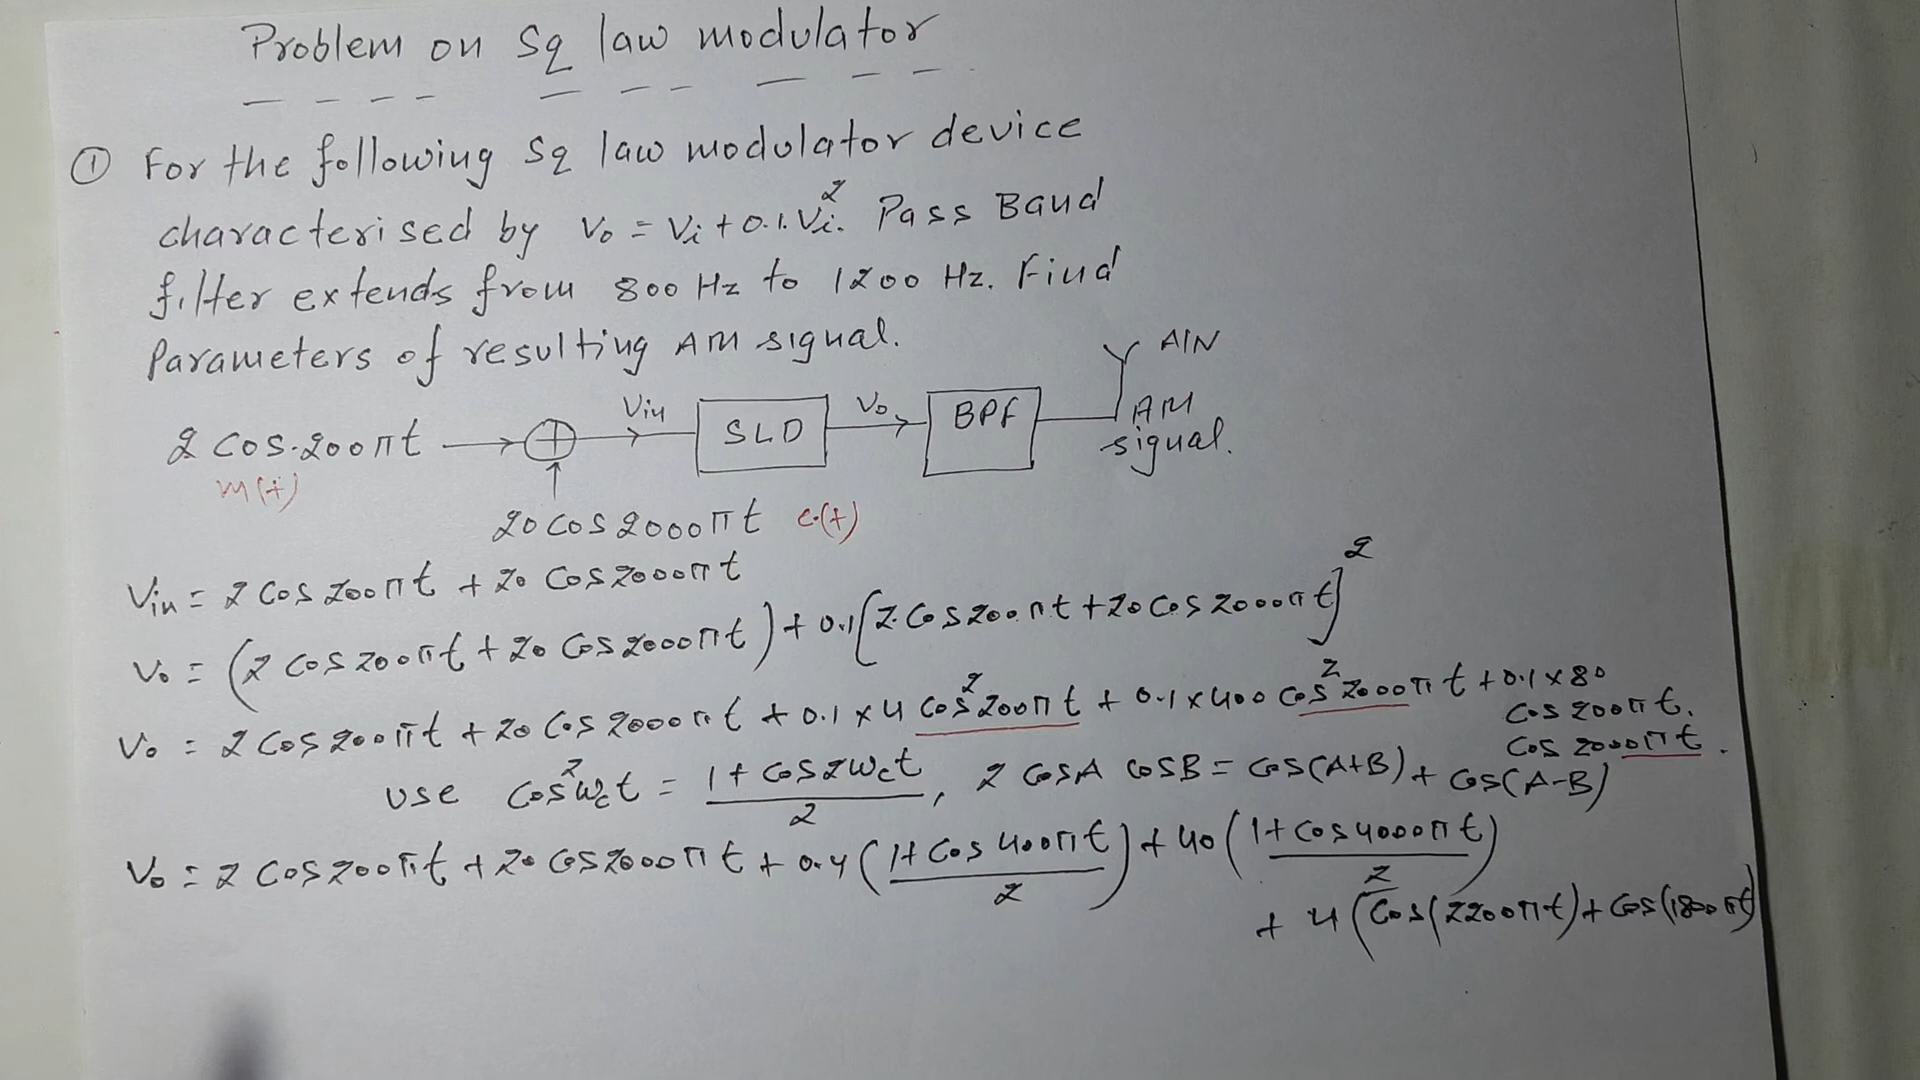 Problem on Sq law modulator
① For the following Sq law modulator device
characterised by V₀ = Vi + 0.1 Vi². Pass Band
filter extends from 800 Hz to 1200 Hz. Find
Parameters of resulting AM signal.
2 cos 200πt
m(t)
+
Vin
SLD
V₀
BPF
AIN
AM
signal.
20 cos 2000πt c(t)
Vin = 2 Cos 200πt + 20 Cos 2000πt
V₀ = (2 cos 200πt + 20 Cos 2000πt) + 0.1 [2. Cos 200πt + 20 Cos 2000πt]²
V₀ = 2 Cos 200πt + 20 Cos 2000πt + 0.1 x 4 Cos² 200πt + 0.1 x 400 Cos² 2000πt + 0.1 x 80
Cos 200πt.
Cos 2000πt.
use Cos² Wct = (1 + Cos 2Wct)/2, 2 CosA CosB = Cos(A+B) + Cos(A-B)
V₀ = 2 Cos 200πt + 20 Cos 2000πt + 0.4 ((1 + Cos 400πt)/2) + 40 ((1 + Cos 4000πt)/2)
+ 4 (Cos(2200πt) + Cos(1800πt)